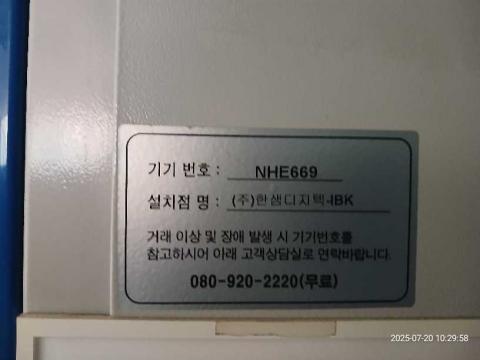 기기 번호 : NHE669
설치점 명 : (주)한샘디지텍-IBK
거래 이상 및 장애 발생 시 기기번호를
참고하시어 아래 고객상담실로 연락바랍니다.
080-920-2220(무료)
2025-07-20 10:29:58